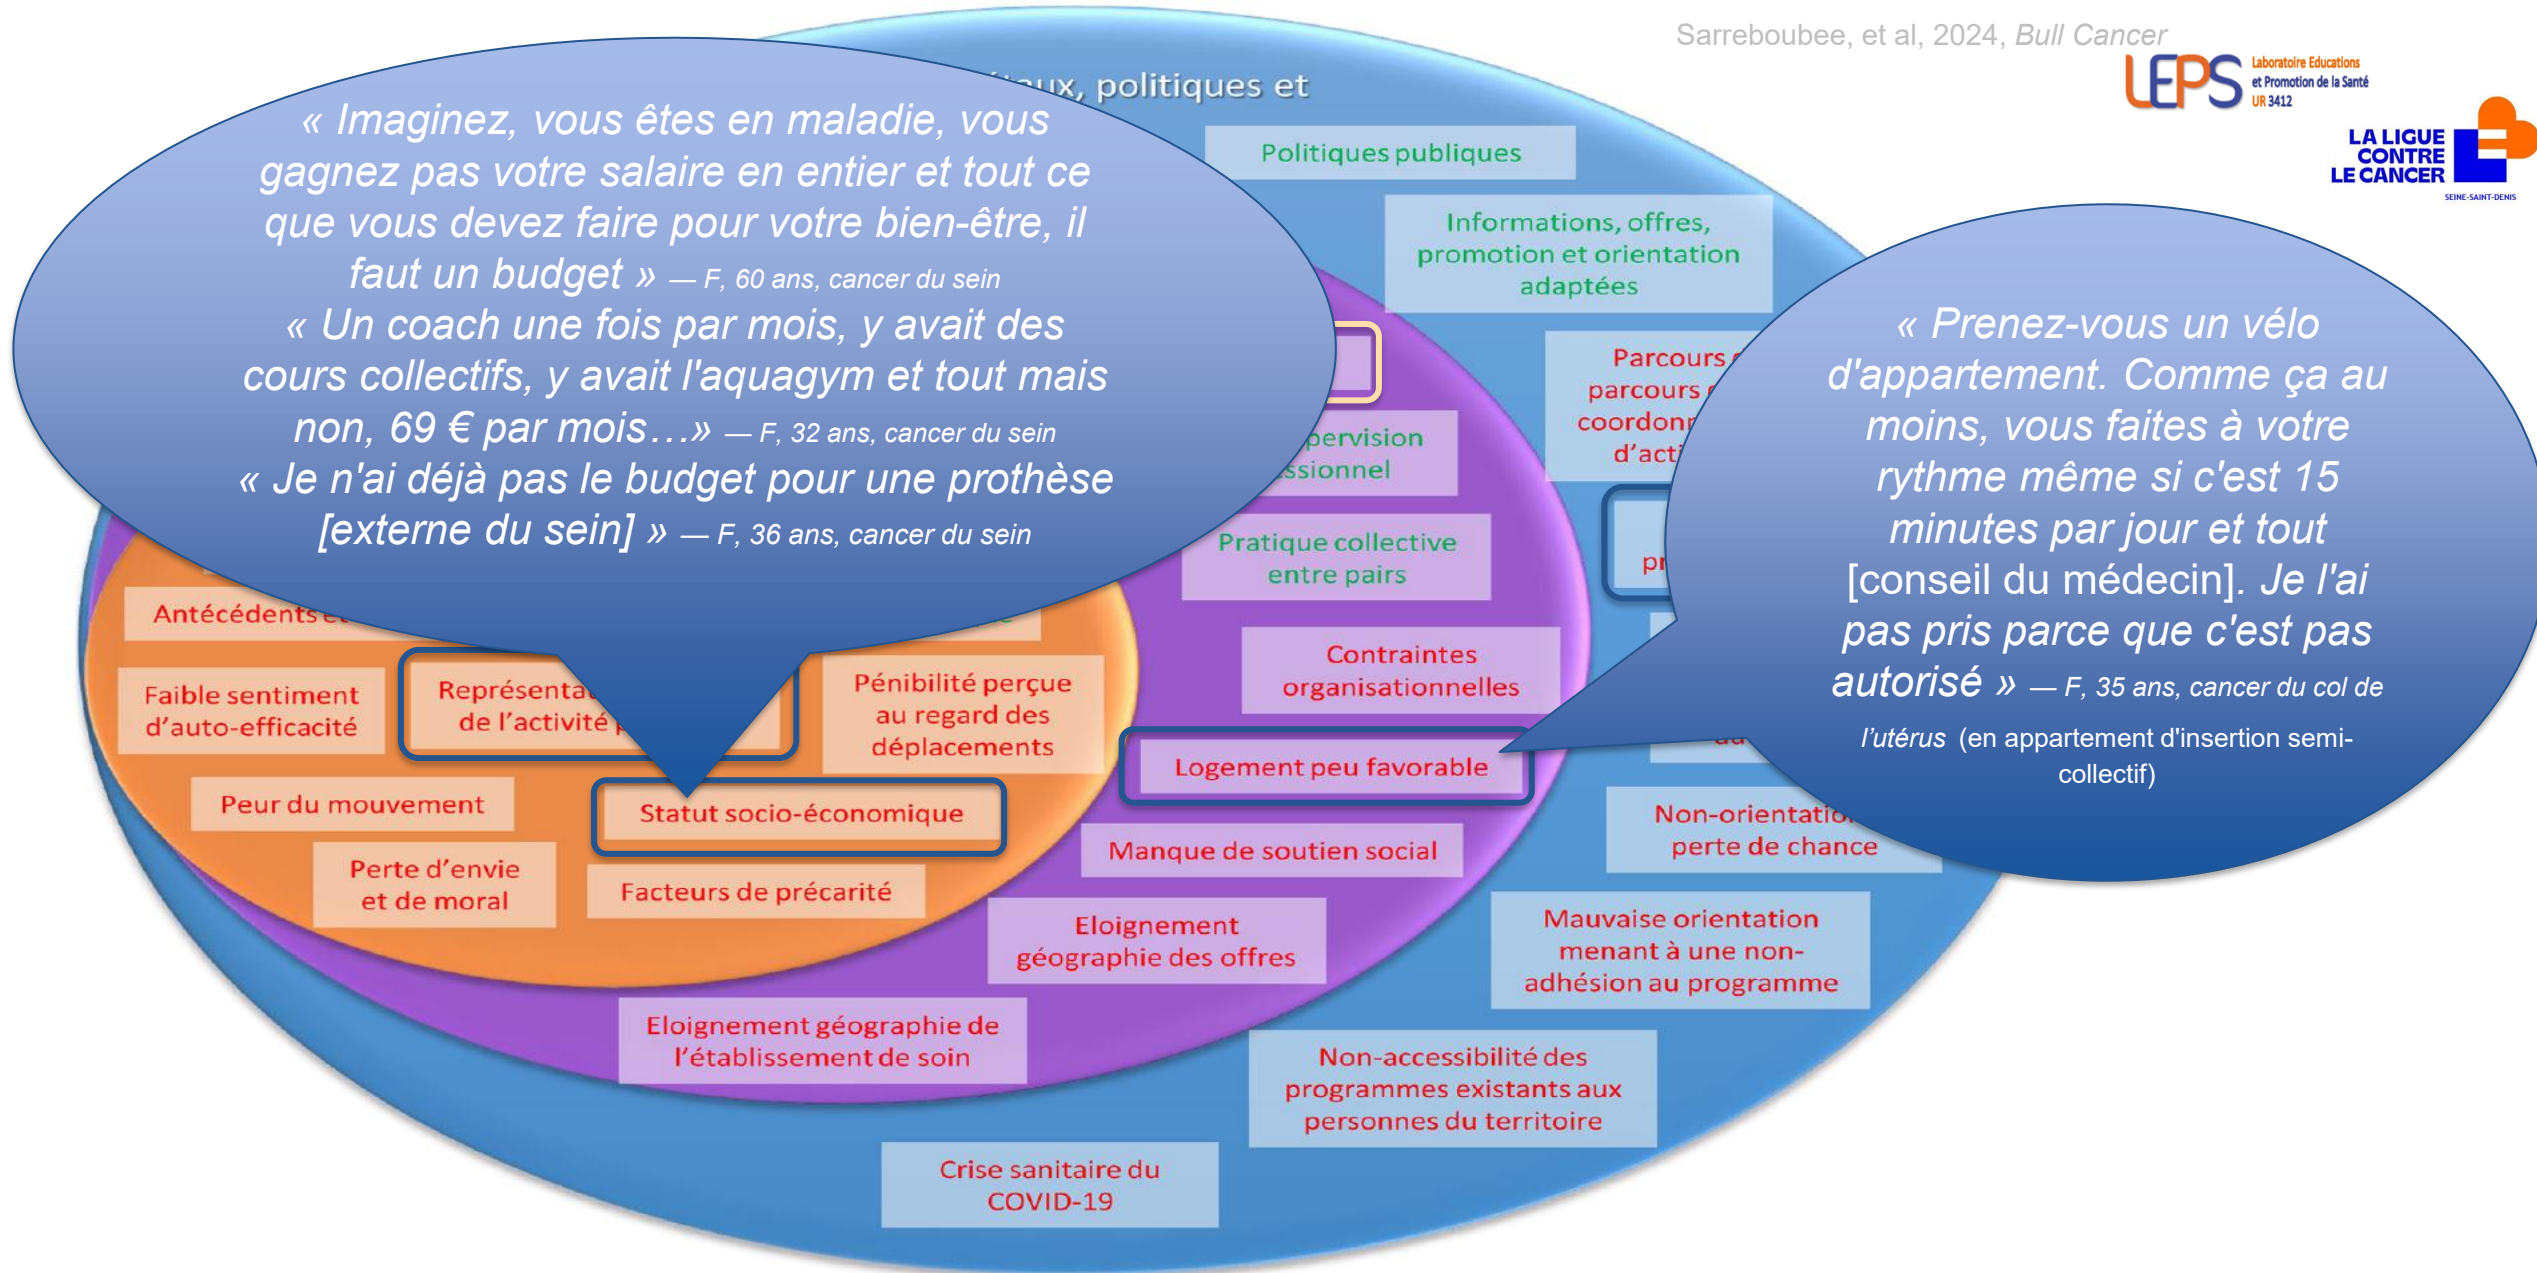 Sarreboubee, et al, 2024, Bull Cancer
LEPS
Laboratoire Educations
et Promotion de la Santé
UR 3412
LA LIGUE
CONTRE
LE CANCER
SEINE-SAINT-DENIS
politiques et
« Imaginez, vous êtes en maladie, vous
gagnez pas votre salaire en entier et tout ce
que vous devez faire pour votre bien-être, il
faut un budget » — F, 60 ans, cancer du sein
« Un coach une fois par mois, y avait des
cours collectifs, y avait l'aquagym et tout mais
non, 69 € par mois…» — F, 32 ans, cancer du sein
« Je n'ai déjà pas le budget pour une prothèse
[externe du sein] » — F, 36 ans, cancer du sein
Politiques publiques
Informations, offres,
promotion et orientation
adaptées
Parcours
parcours
« Prenez-vous un vélo
d'appartement. Comme ça au
moins, vous faites à votre
rythme même si c'est 15
minutes par jour et tout
[conseil du médecin]. Je l'ai
pas pris parce que c'est pas
autorisé » — F, 35 ans, cancer du col de
l'utérus (en appartement d'insertion semi-
collectif)
Pratique collective
entre pairs
Antécédents
Faible sentiment
d'auto-efficacité
de l'activité
Pénibilité perçue
au regard des
déplacements
Contraintes
organisationnelles
Logement peu favorable
Peur du mouvement
Statut socio-économique
Perte d'envie
et de moral
Facteurs de précarité
Manque de soutien social
Non-orientation
perte de chance
Eloignement
géographie des offres
Mauvaise orientation
menant à une non-
adhésion au programme
Eloignement géographie de
l'établissement de soin
Non-accessibilité des
programmes existants aux
personnes du territoire
Crise sanitaire du
COVID-19